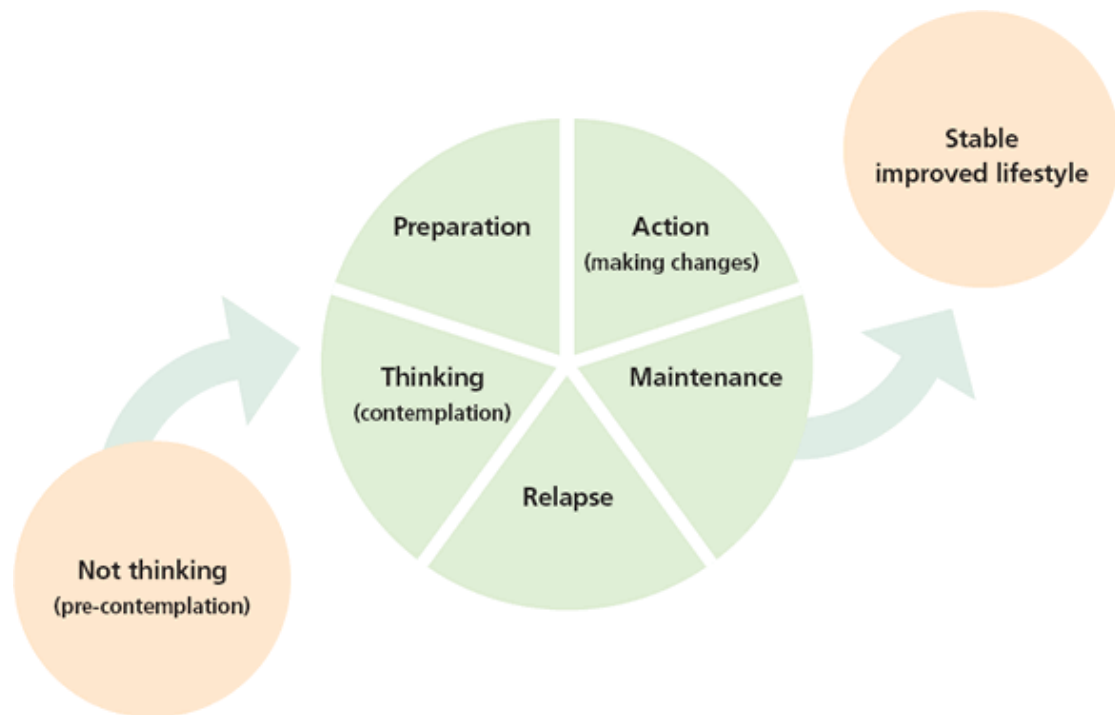 Stable
improved lifestyle
Preparation
Action
(making changes)
Thinking
(contemplation)
Maintenance
Relapse
Not thinking
(pre-contemplation)